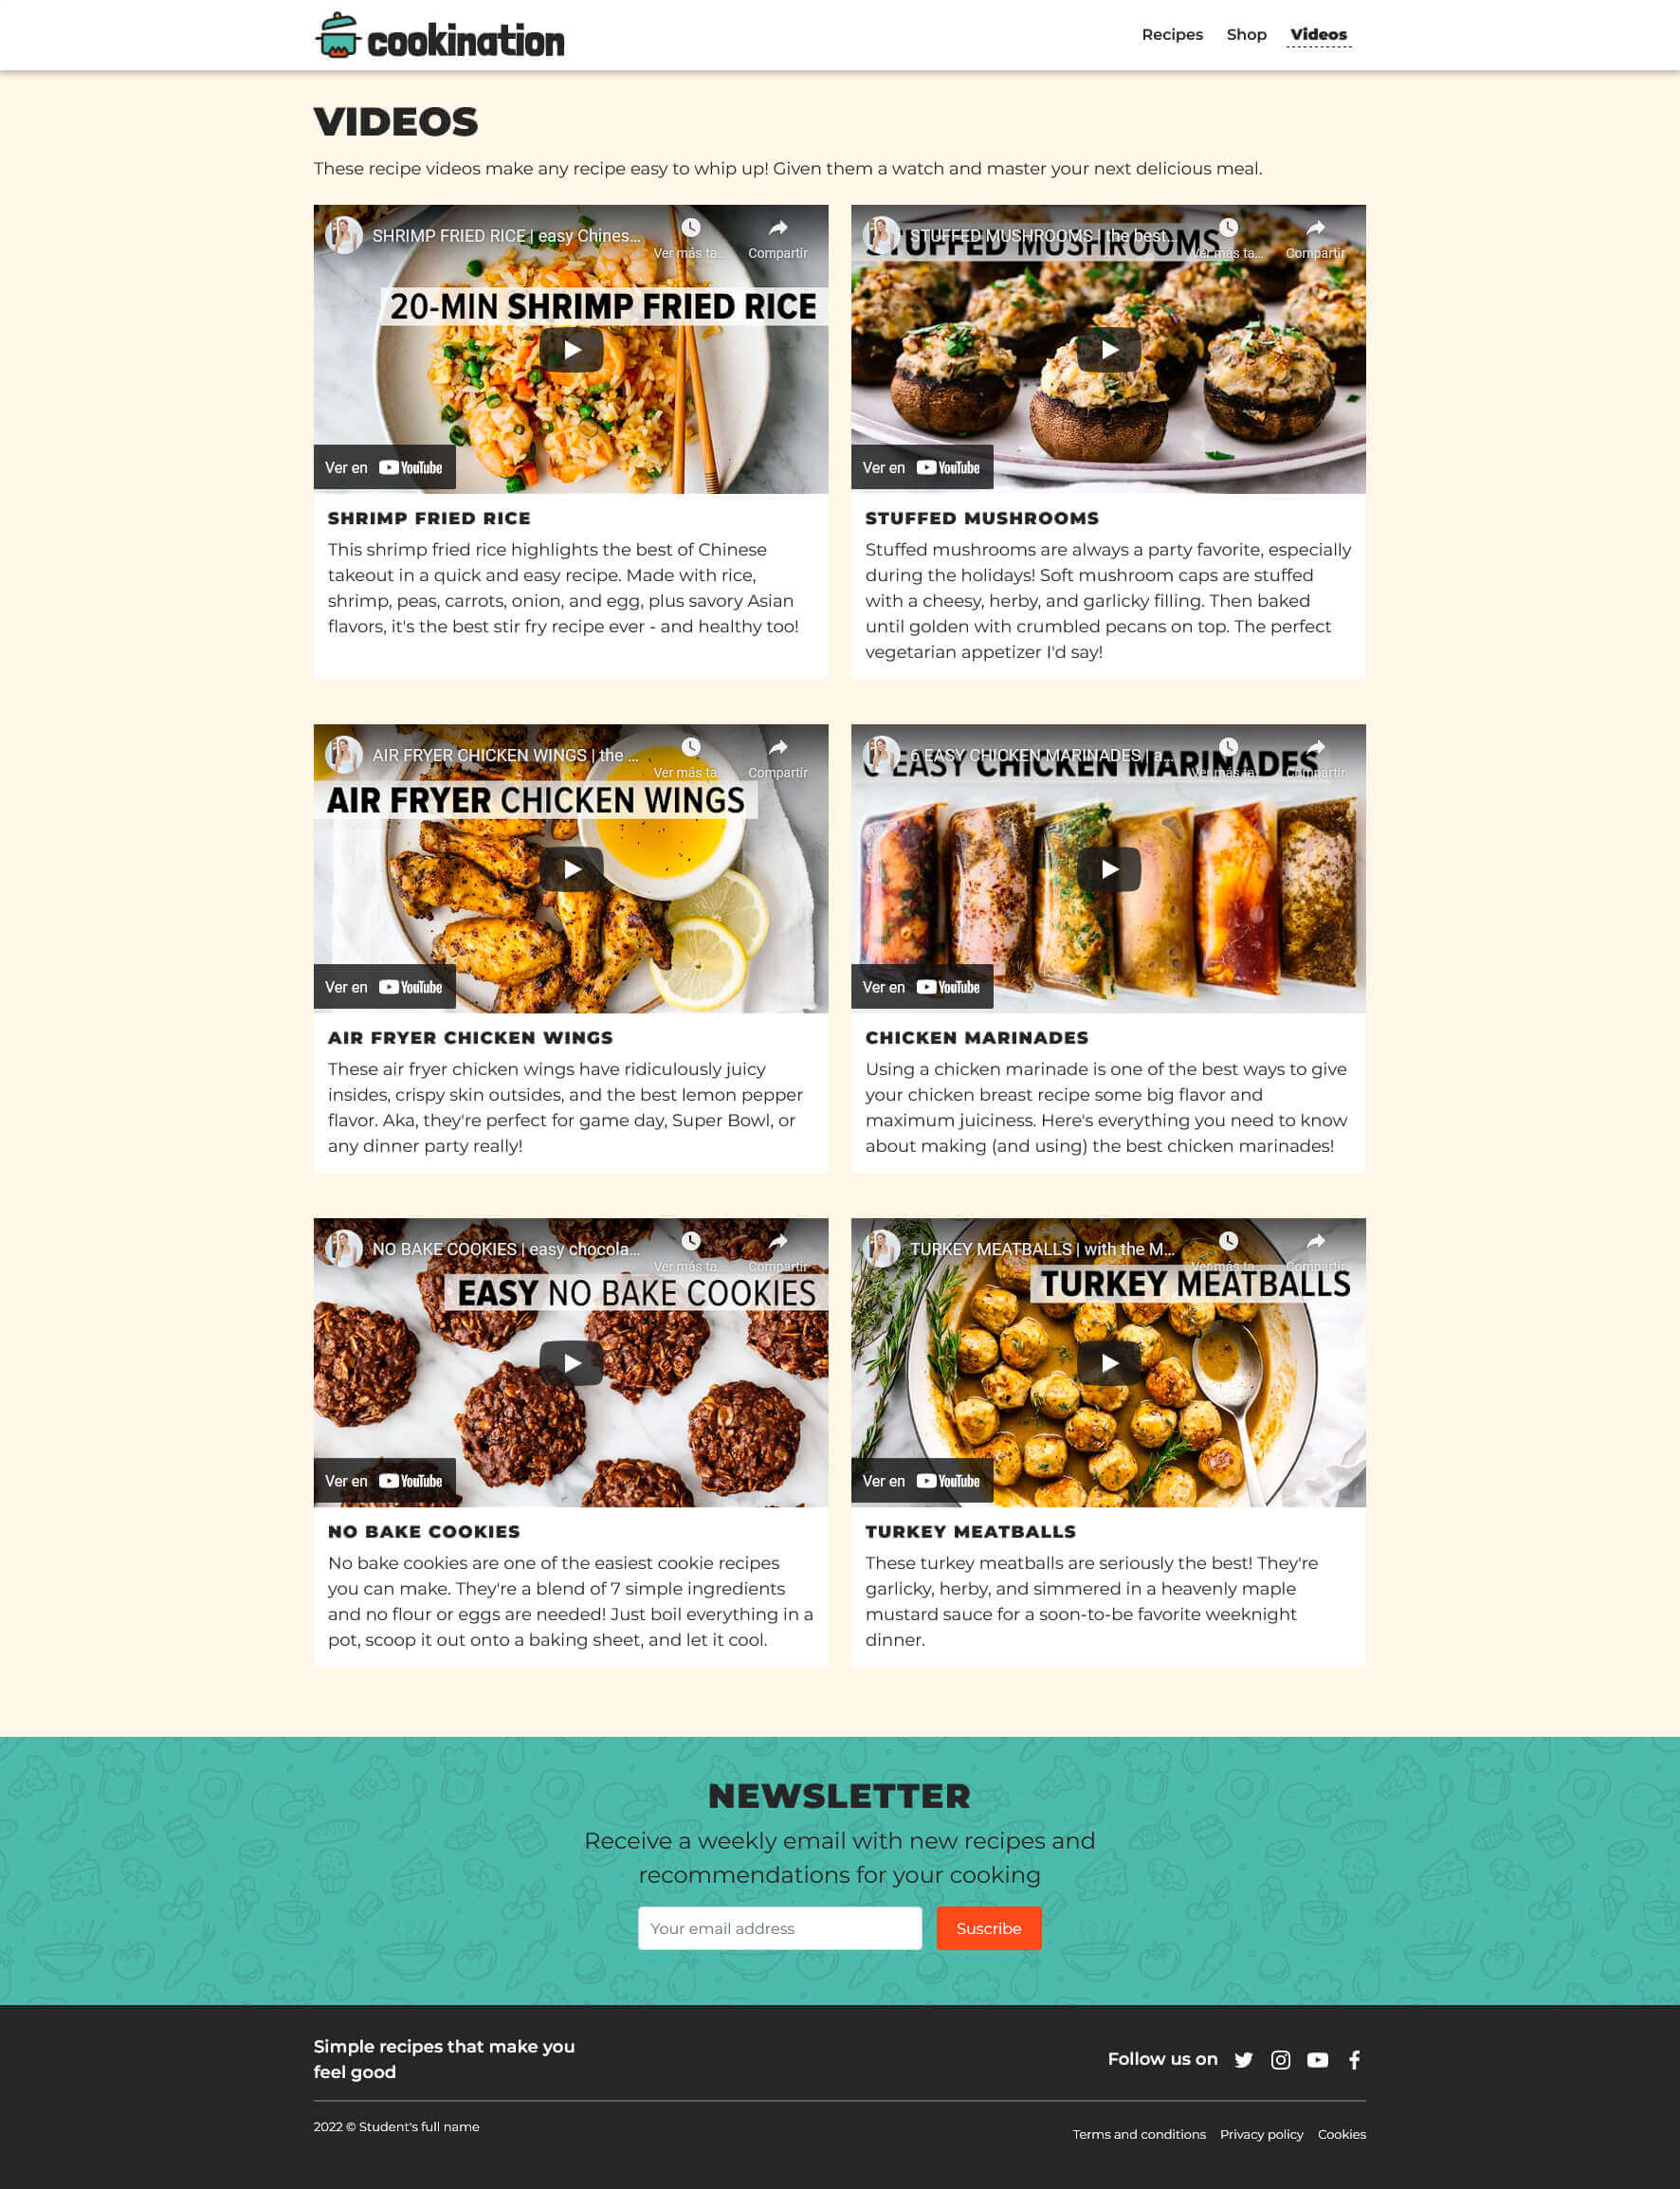 cookination
Recipes Shop Videos
VIDEOS
These recipe videos make any recipe easy to whip up! Given them a watch and master your next delicious meal.
SHRIMP FRIED RICE | easy Chines...
Ver más ta... Compartir
20-MIN SHRIMP FRIED RICE
Ver en YouTube
SHRIMP FRIED RICE
This shrimp fried rice highlights the best of Chinese
takeout in a quick and easy recipe. Made with rice,
shrimp, peas, carrots, onion, and egg, plus savory Asian
flavors, it's the best stir fry recipe ever - and healthy too!
STUFFED MUSHROOMS | the best...
STUFFED MUSHROOMS
Ver más ta... Compartir
Ver en YouTube
STUFFED MUSHROOMS
Stuffed mushrooms are always a party favorite, especially
during the holidays! Soft mushroom caps are stuffed
with a cheesy, herby, and garlicky filling. Then baked
until golden with crumbled pecans on top. The perfect
vegetarian appetizer I'd say!
AIR FRYER CHICKEN WINGS | the ...
Ver más ta... Compartir
AIR FRYER CHICKEN WINGS
Ver en YouTube
AIR FRYER CHICKEN WINGS
These air fryer chicken wings have ridiculously juicy
insides, crispy skin outsides, and the best lemon pepper
flavor. Aka, they're perfect for game day, Super Bowl, or
any dinner party really!
6 EASY CHICKEN MARINADES | a...
EASY CHICKEN MARINADES
Ver más ta... Compartir
Ver en YouTube
CHICKEN MARINADES
Using a chicken marinade is one of the best ways to give
your chicken breast recipe some big flavor and
maximum juiciness. Here's everything you need to know
about making (and using) the best chicken marinades!
NO BAKE COOKIES | easy chocola...
Ver más ta... Compartir
EASY NO BAKE COOKIES
Ver en YouTube
NO BAKE COOKIES
No bake cookies are one of the easiest cookie recipes
you can make. They're a blend of 7 simple ingredients
and no flour or eggs are needed! Just boil everything in a
pot, scoop it out onto a baking sheet, and let it cool.
TURKEY MEATBALLS | with the M...
Ver más ta... Compartir
TURKEY MEATBALLS
Ver en YouTube
TURKEY MEATBALLS
These turkey meatballs are seriously the best! They're
garlicky, herby, and simmered in a heavenly maple
mustard sauce for a soon-to-be favorite weeknight
dinner.
NEWSLETTER
Receive a weekly email with new recipes and
recommendations for your cooking
Your email address Suscribe
Simple recipes that make you
feel good
Follow us on
2022 © Student's full name
Terms and conditions Privacy policy Cookies